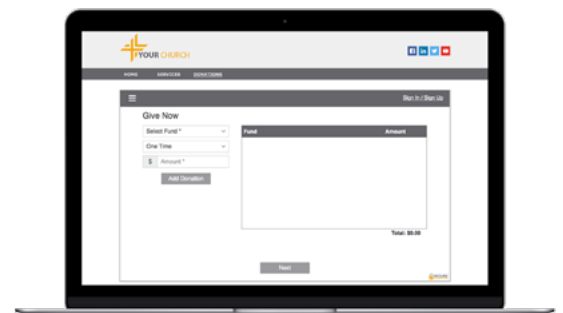 YOUR CHURCH
HOME SERVICES DONATIONS
Sign In / Sign Up
Give Now
Select Fund *
One Time
$ Amount *
Add Donation
Fund Amount
Total: $0.00
Next
SECURE